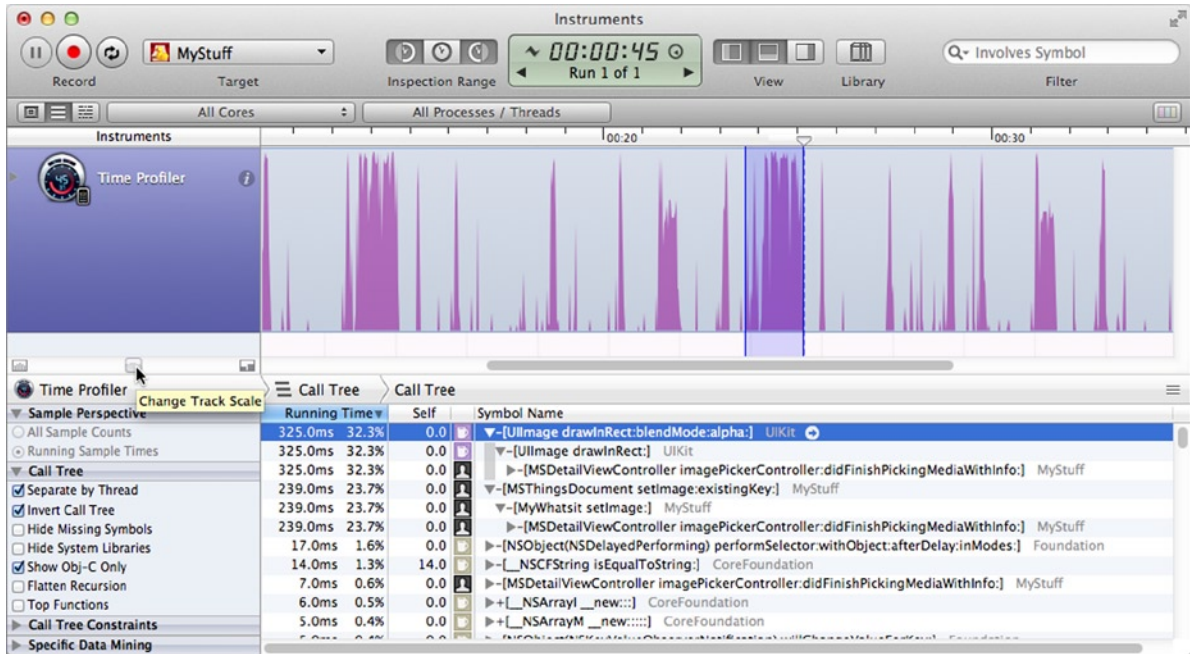 Instruments
MyStuff
00:00:45
Run 1 of 1
Involves Symbol
Record
Target
Inspection Range
View
Library
Filter
All Cores
All Processes / Threads
Instruments
00:20
00:30
Time Profiler
Time Profiler
Call Tree
Call Tree
Change Track Scale
Sample Perspective
All Sample Counts
Running Sample Times
Call Tree
Separate by Thread
Invert Call Tree
Hide Missing Symbols
Hide System Libraries
Show Obj-C Only
Flatten Recursion
Top Functions
Call Tree Constraints
Specific Data Mining
Running Time Self Symbol Name
325.0ms 32.3% 0.0 -[UIImage drawInRect:blendMode:alpha:] UIKit
325.0ms 32.3% 0.0 -[UIImage drawInRect:] UIKit
325.0ms 32.3% 0.0 -[MSDetailViewController imagePickerController:didFinishPickingMediaWithInfo:] MyStuff
239.0ms 23.7% 0.0 -[MSThingsDocument setImage:existingKey:] MyStuff
239.0ms 23.7% 0.0 -[MyWhatsit setImage:] MyStuff
239.0ms 23.7% 0.0 -[MSDetailViewController imagePickerController:didFinishPickingMediaWithInfo:] MyStuff
17.0ms 1.6% 0.0 -[NSObject(NSDelayedPerforming) performSelector:withObject:afterDelay:inModes:] Foundation
14.0ms 1.3% 14.0 -[__NSCFString isEqualToString:] CoreFoundation
7.0ms 0.6% 0.0 -[MSDetailViewController imagePickerController:didFinishPickingMediaWithInfo:] MyStuff
6.0ms 0.5% 0.0 +[__NSArrayI __new:::] CoreFoundation
5.0ms 0.4% 0.0 +[__NSArrayM __new:::::] CoreFoundation